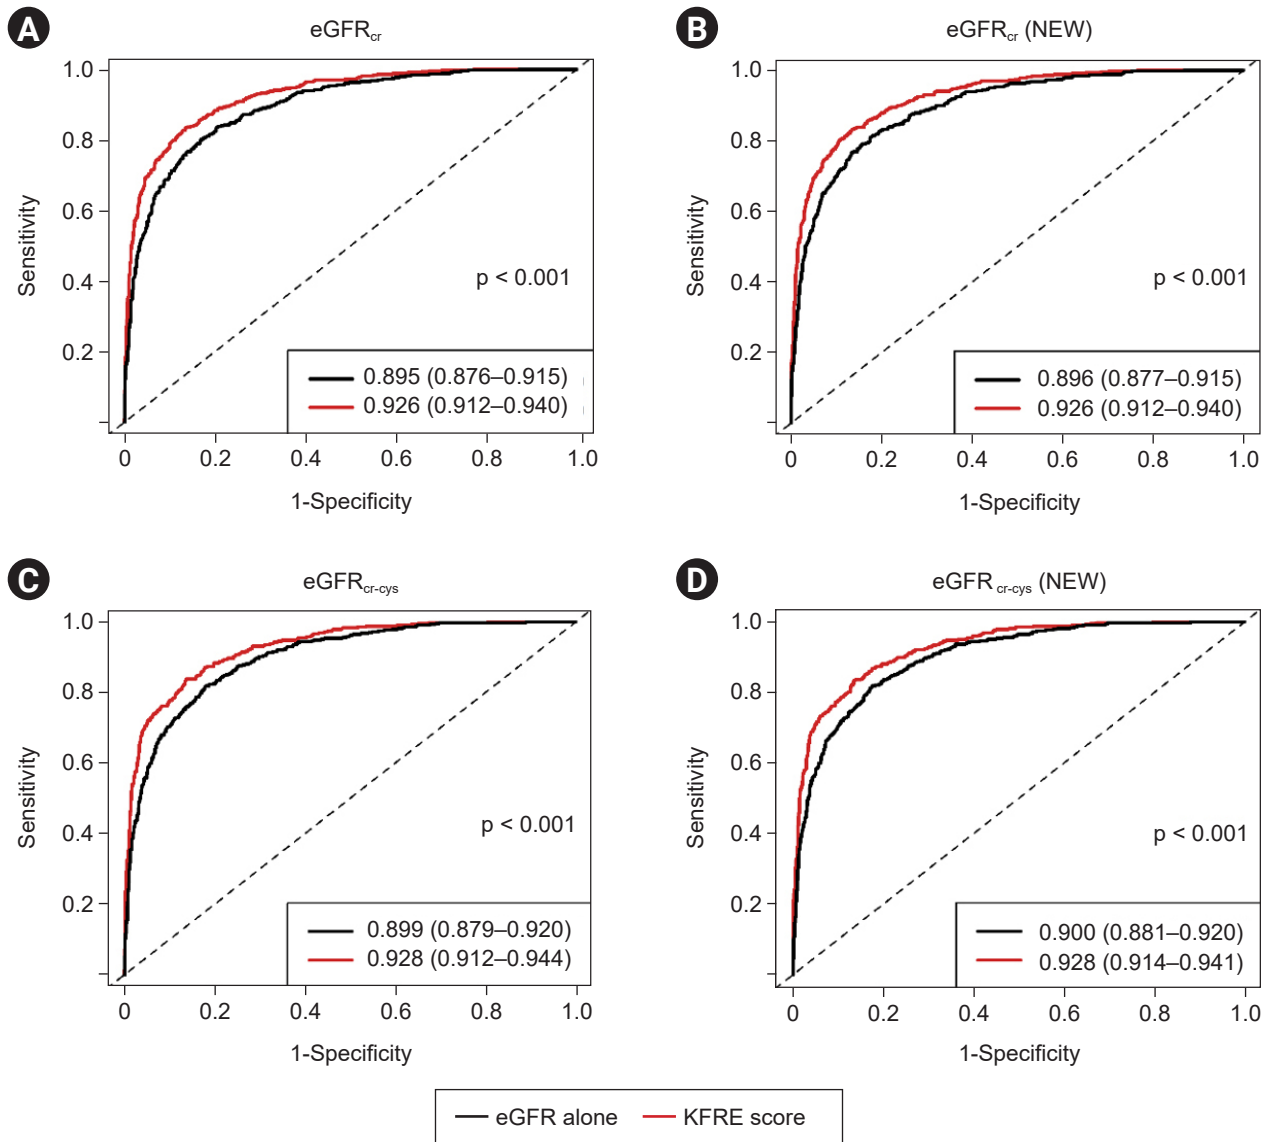 A
eGFRcr
1.0
0.8
0.6
0.4
0.2
Sensitivity
p < 0.001
0.895 (0.876–0.915)
0.926 (0.912–0.940)
0 0.2 0.4 0.6 0.8 1.0
1-Specificity
B
eGFRcr (NEW)
1.0
0.8
0.6
0.4
0.2
Sensitivity
p < 0.001
0.896 (0.877–0.915)
0.926 (0.912–0.940)
0 0.2 0.4 0.6 0.8 1.0
1-Specificity
C
eGFRcr-cys
1.0
0.8
0.6
0.4
0.2
Sensitivity
p < 0.001
0.899 (0.879–0.920)
0.928 (0.912–0.944)
0 0.2 0.4 0.6 0.8 1.0
1-Specificity
D
eGFR cr-cys (NEW)
1.0
0.8
0.6
0.4
0.2
Sensitivity
p < 0.001
0.900 (0.881–0.920)
0.928 (0.914–0.941)
0 0.2 0.4 0.6 0.8 1.0
1-Specificity
eGFR alone KFRE score